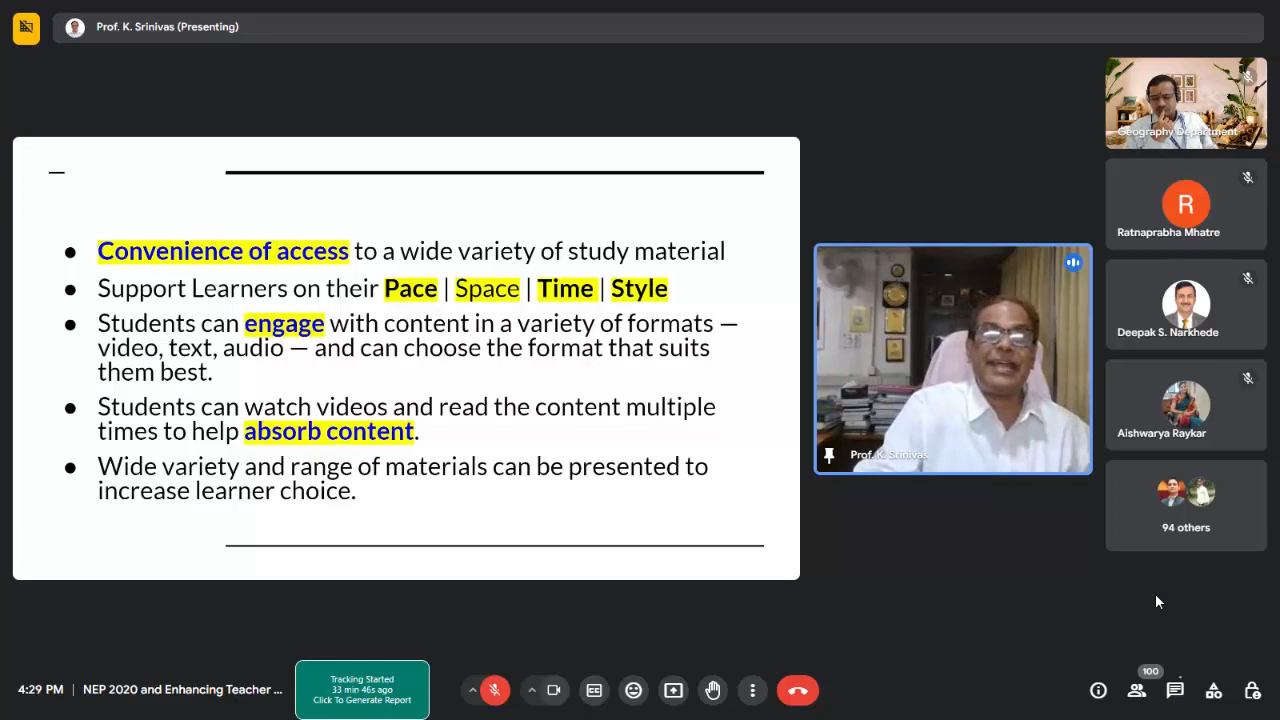 Prof. K. Srinivas (Presenting)
Convenience of access to a wide variety of study material
Support Learners on their Pace | Space | Time | Style
Students can engage with content in a variety of formats —
video, text, audio — and can choose the format that suits
them best.
Students can watch videos and read the content multiple
times to help absorb content.
Wide variety and range of materials can be presented to
increase learner choice.
Prof. K. Srinivas
Geography Department
R
Ratnaprabha Mhatre
Deepak S. Narkhede
Aishwarya Raykar
94 others
4:29 PM | NEP 2020 and Enhancing Teacher ...
Tracking Started
33 min 46s ago
Click To Generate Report
100